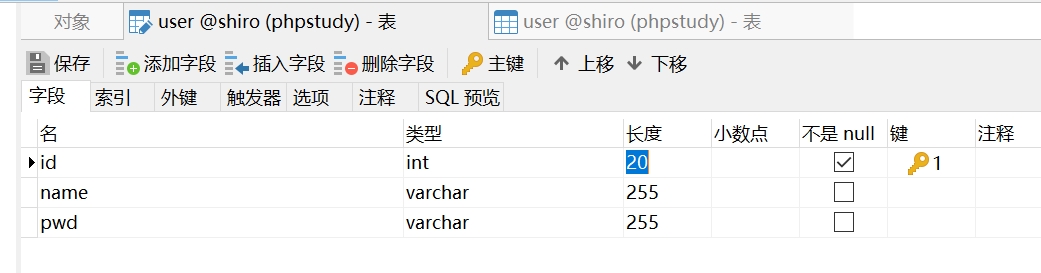 对象 user @shiro (phpstudy) - 表 user @shiro (phpstudy) - 表
保存 添加字段 插入字段 删除字段 主键 上移 下移
字段 索引 外键 触发器 选项 注释 SQL 预览
名 类型 长度 小数点 不是 null 键 注释
id int 20 1
name varchar 255
pwd varchar 255